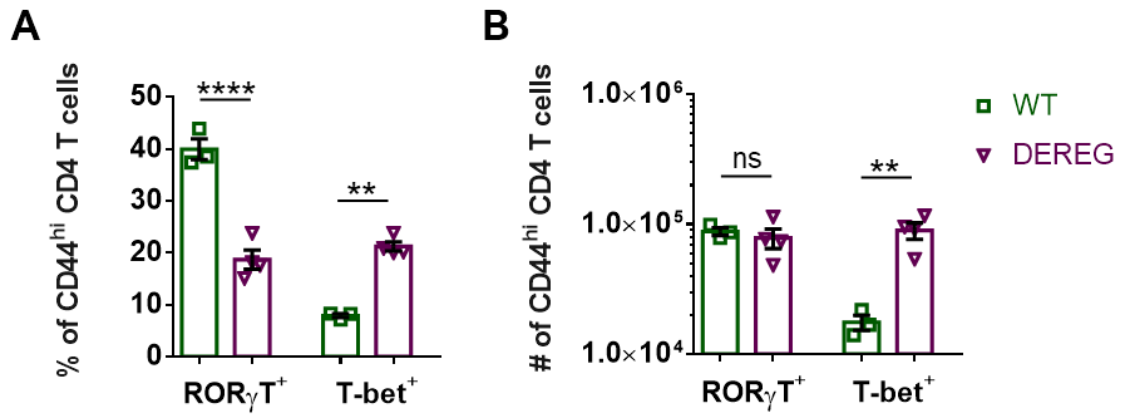 A
% of CD44ʰⁱ CD4 T cells
50
40
30
20
10
0
****
**
RORγT⁺
T-bet⁺
B
# of CD44ʰⁱ CD4 T cells
1.0×10⁶
1.0×10⁵
1.0×10⁴
ns
**
RORγT⁺
T-bet⁺
WT
DEREG